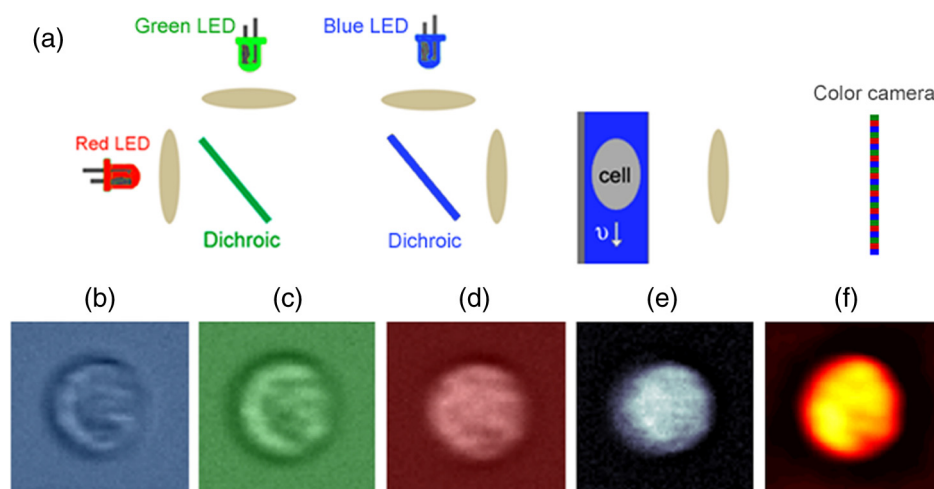 (a)
Green LED
Blue LED
Red LED
Color camera
cell
υ↓
Dichroic
Dichroic
(b) (c) (d) (e) (f)